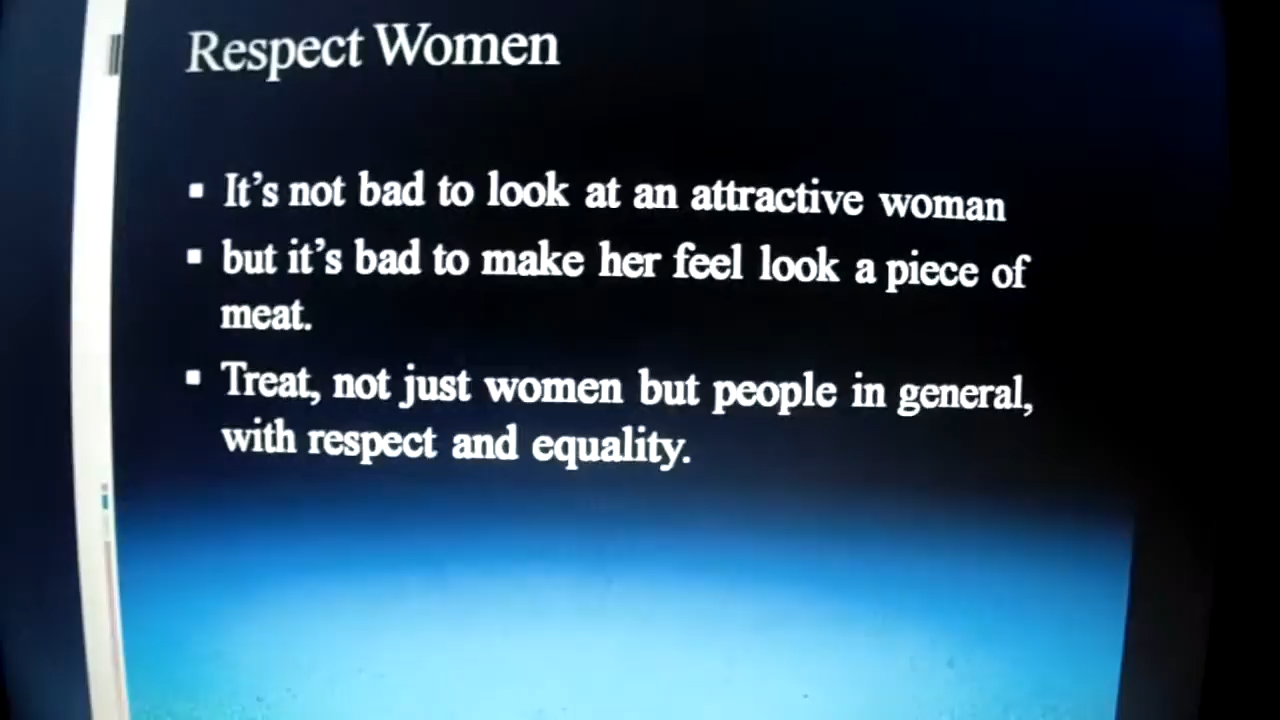 Respect Women
▪ It’s not bad to look at an attractive woman
▪ but it’s bad to make her feel look a piece of
meat.
▪ Treat, not just women but people in general,
with respect and equality.